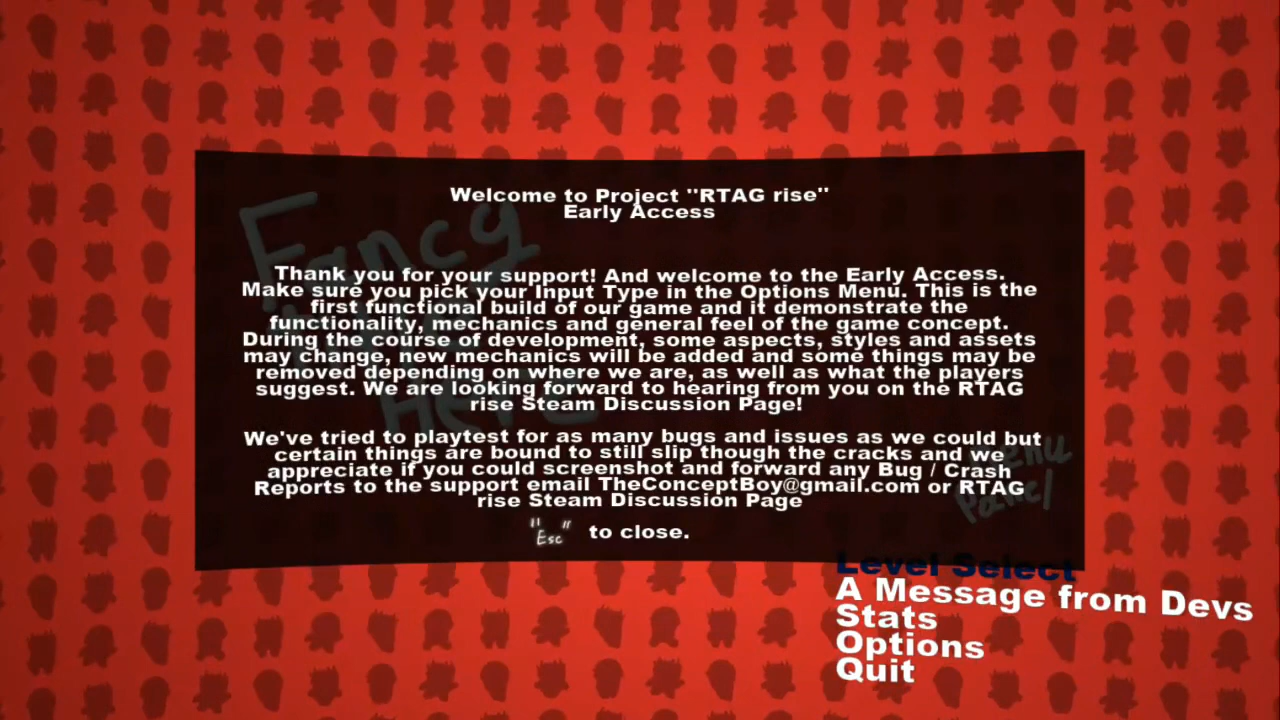 Welcome to Project "RTAG rise"
Early Access
Thank you for your support! And welcome to the Early Access.
Make sure you pick your Input Type in the Options Menu. This is the
first functional build of our game and it demonstrate the
functionality, mechanics and general feel of the game concept.
During the course of development, some aspects, styles and assets
may change, new mechanics will be added and some things may be
removed depending on where we are, as well as what the players
suggest. We are looking forward to hearing from you on the RTAG
rise Steam Discussion Page!
We've tried to playtest for as many bugs and issues as we could but
certain things are bound to still slip though the cracks and we
appreciate if you could screenshot and forward any Bug / Crash
Reports to the support email TheConceptBoy@gmail.com or RTAG
rise Steam Discussion Page
"Esc" to close.
Fancy
Menu
Panel
Level Select
A Message from Devs
Stats
Options
Quit